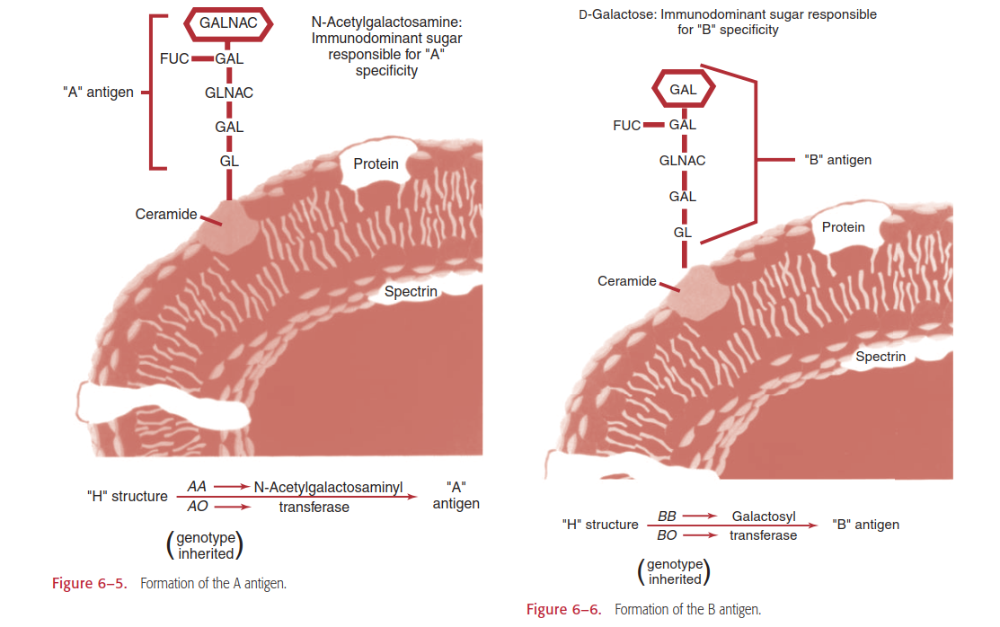 GALNAC
N-Acetylgalactosamine:
Immunodominant sugar
responsible for "A"
specificity
FUC GAL
"A" antigen
GLNAC
GAL
GL
Protein
Ceramide
Spectrin
"H" structure
AA
AO
N-Acetylgalactosaminyl
transferase
"A"
antigen
(genotype
inherited)
Figure 6–5. Formation of the A antigen.
D-Galactose: Immunodominant sugar responsible
for "B" specificity
GAL
FUC GAL
GLNAC
"B" antigen
GAL
GL
Protein
Ceramide
Spectrin
"H" structure
BB
BO
Galactosyl
transferase
"B" antigen
(genotype
inherited)
Figure 6–6. Formation of the B antigen.